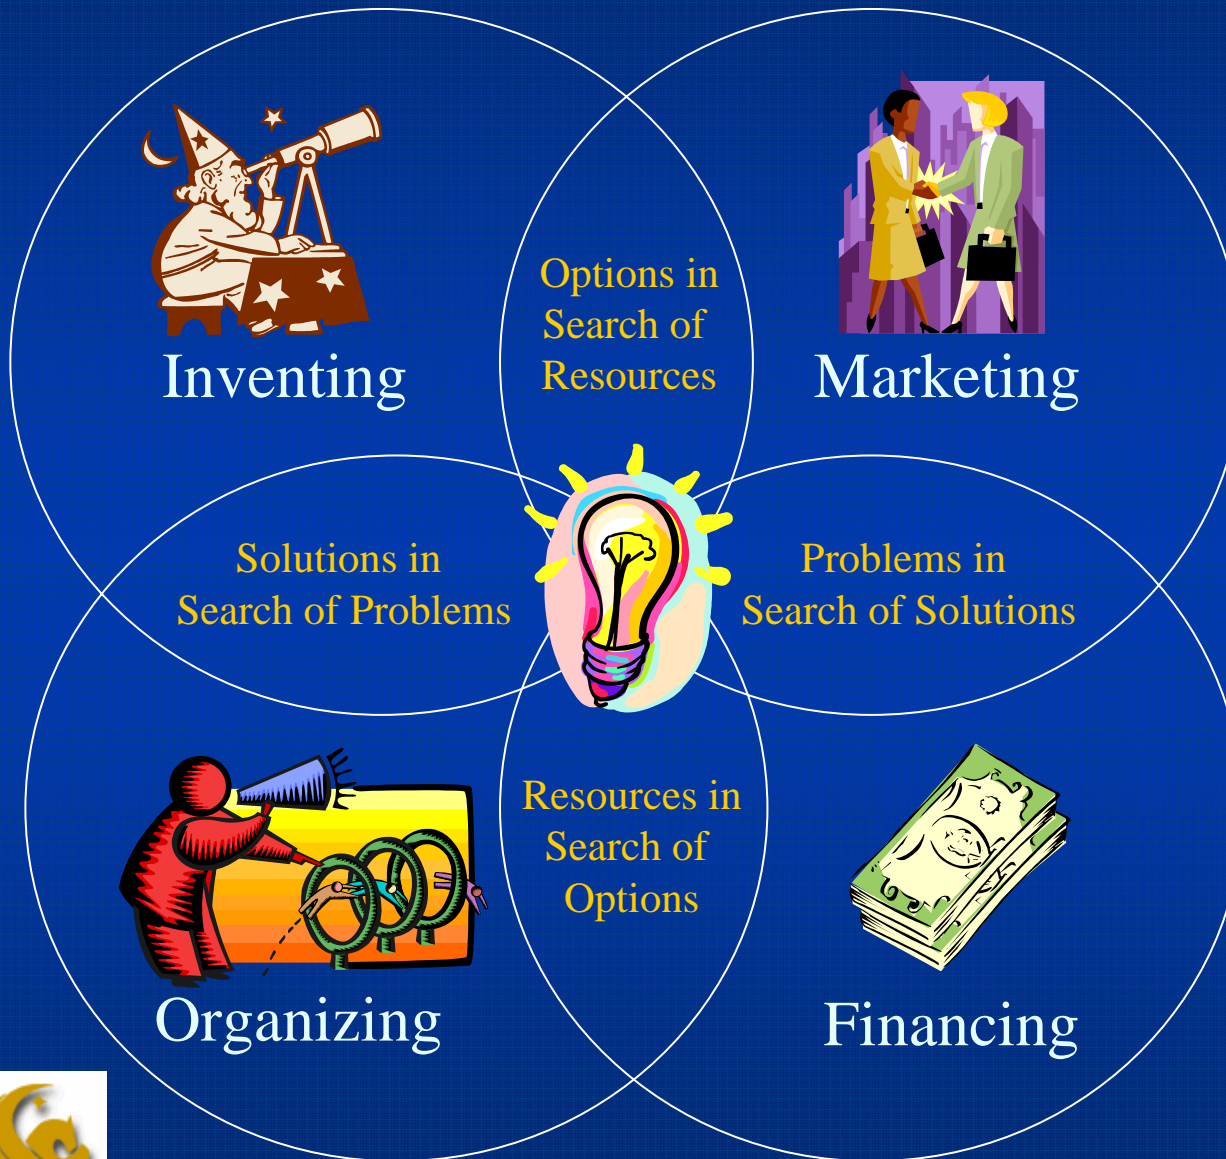 Options in
Search of
Resources
Inventing
Marketing
Solutions in
Search of Problems
Problems in
Search of Solutions
Resources in
Search of
Options
Organizing
Financing